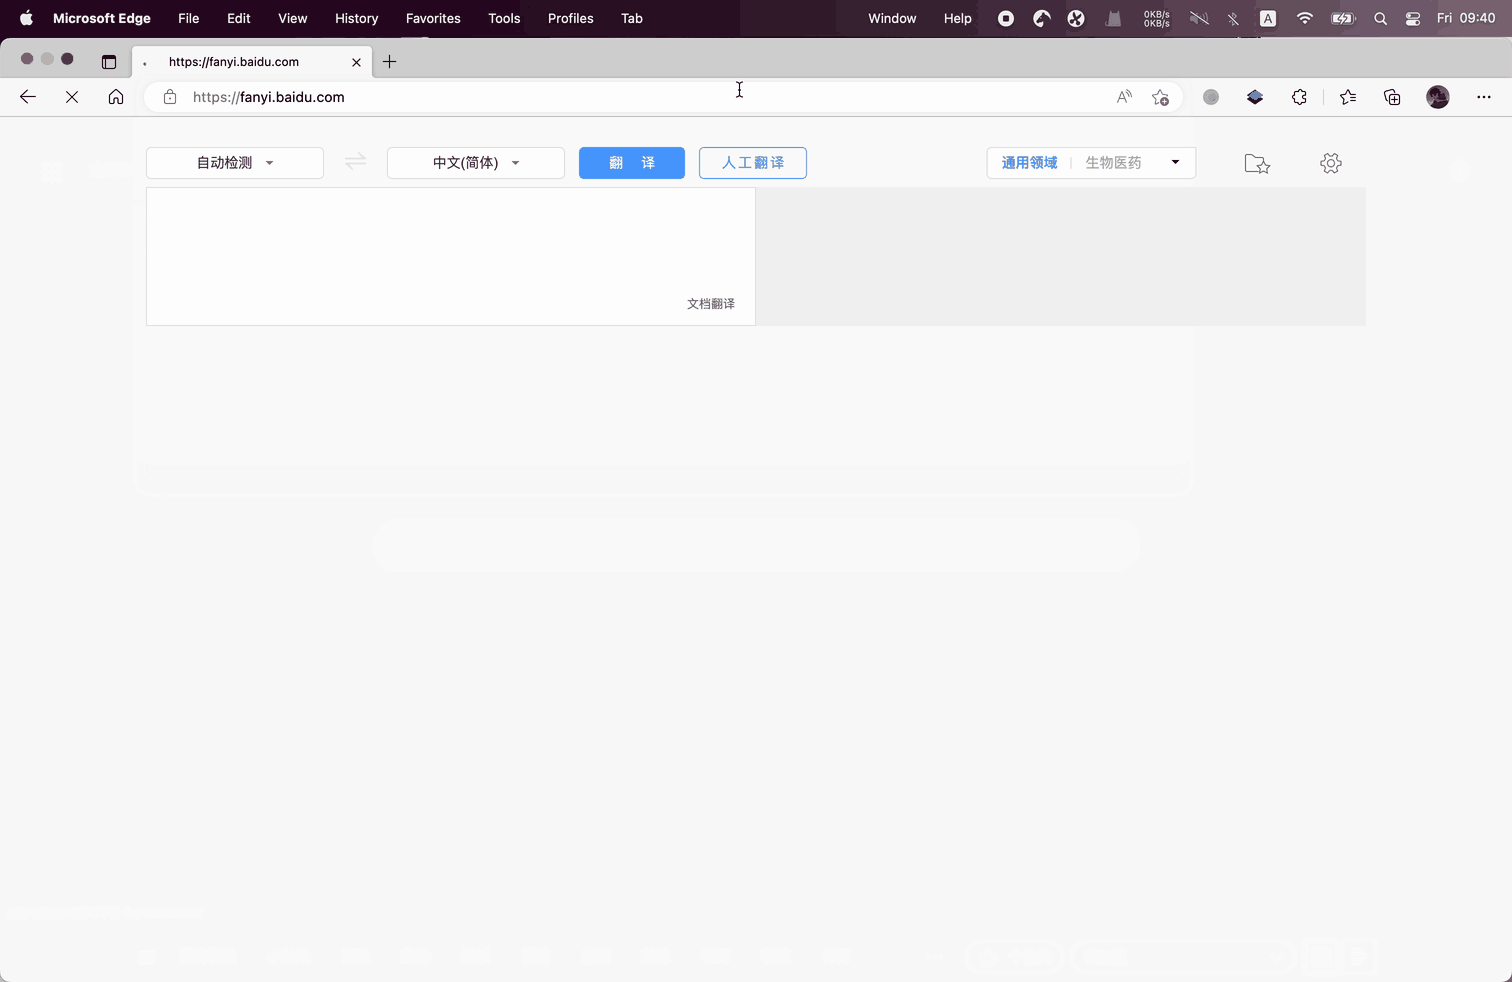 Microsoft Edge File Edit View History Favorites Tools Profiles Tab Window Help 0KB/s 0KB/s A Fri 09:40
https://fanyi.baidu.com
https://fanyi.baidu.com
自动检测 中文(简体) 翻 译 人工翻译 通用领域 生物医药
文档翻译